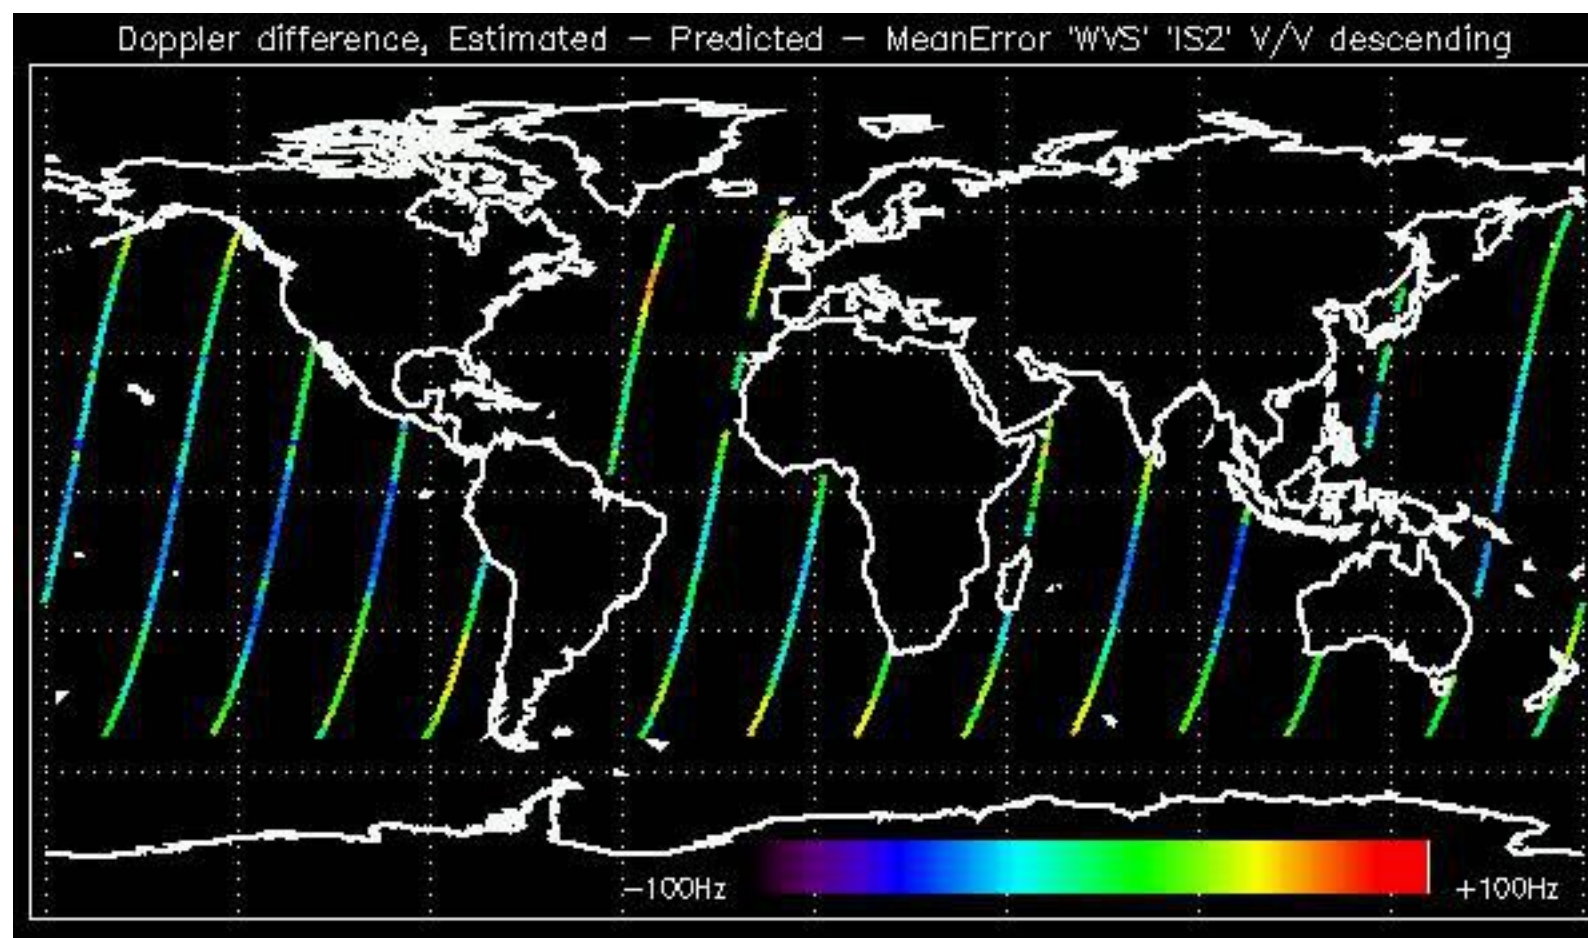 Doppler difference, Estimated – Predicted – MeanError 'WVS' 'IS2' V/V descending
–100Hz
+100Hz